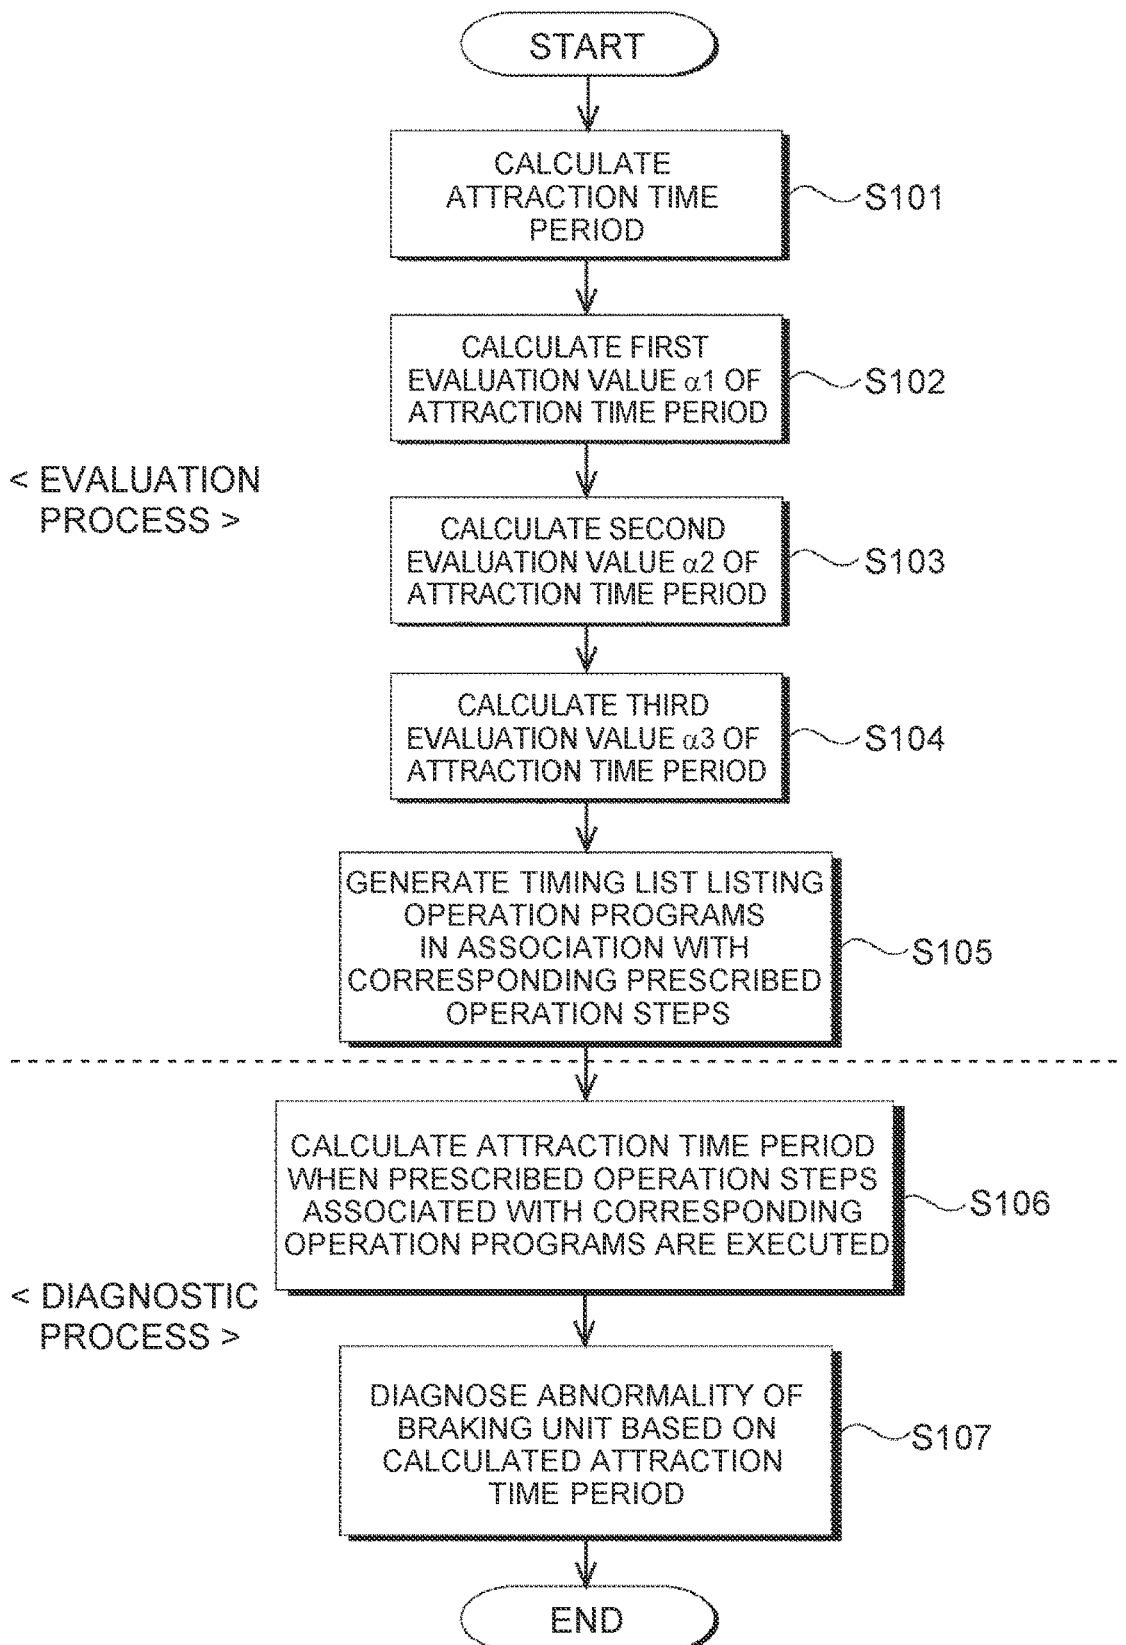 START
CALCULATE
ATTRACTION TIME
PERIOD
S101
CALCULATE FIRST
EVALUATION VALUE α1 OF
ATTRACTION TIME PERIOD
S102
< EVALUATION
PROCESS >
CALCULATE SECOND
EVALUATION VALUE α2 OF
ATTRACTION TIME PERIOD
S103
CALCULATE THIRD
EVALUATION VALUE α3 OF
ATTRACTION TIME PERIOD
S104
GENERATE TIMING LIST LISTING
OPERATION PROGRAMS
IN ASSOCIATION WITH
CORRESPONDING PRESCRIBED
OPERATION STEPS
S105
CALCULATE ATTRACTION TIME PERIOD
WHEN PRESCRIBED OPERATION STEPS
ASSOCIATED WITH CORRESPONDING
OPERATION PROGRAMS ARE EXECUTED
S106
< DIAGNOSTIC
PROCESS >
DIAGNOSE ABNORMALITY OF
BRAKING UNIT BASED ON
CALCULATED ATTRACTION
TIME PERIOD
S107
END